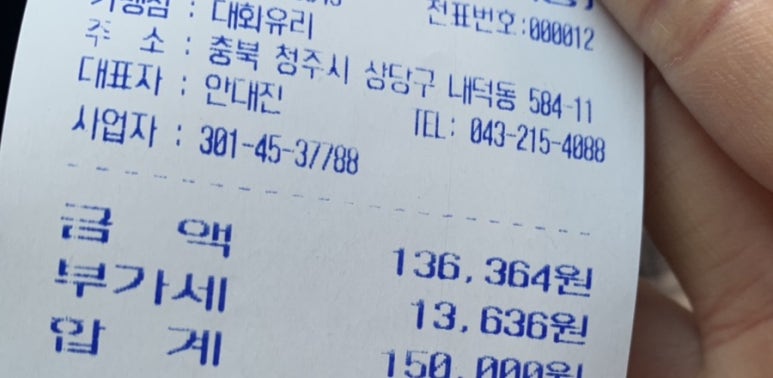 가맹점 : 대회유리
전표번호:000012
주 소 : 충북 청주시 상당구 내덕동 584-11
대표자 : 안대진
TEL: 043-215-4088
사업자 : 301-45-37788
금 액 136,364원
부가세 13,636원
합 계 150,000원